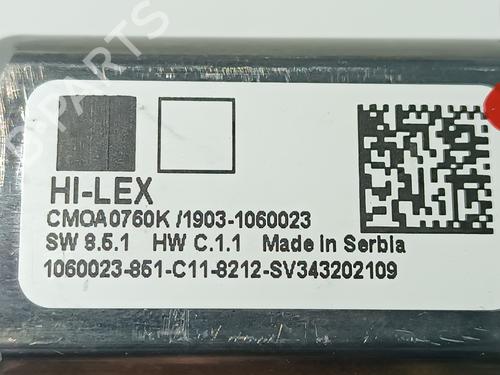 HI-LEX
CMOA0760K /1903-1060023
SW 8.5.1 HW C.1.1 Made in Serbia
1060023-851-C11-8212-SV343202109
B-PARTS